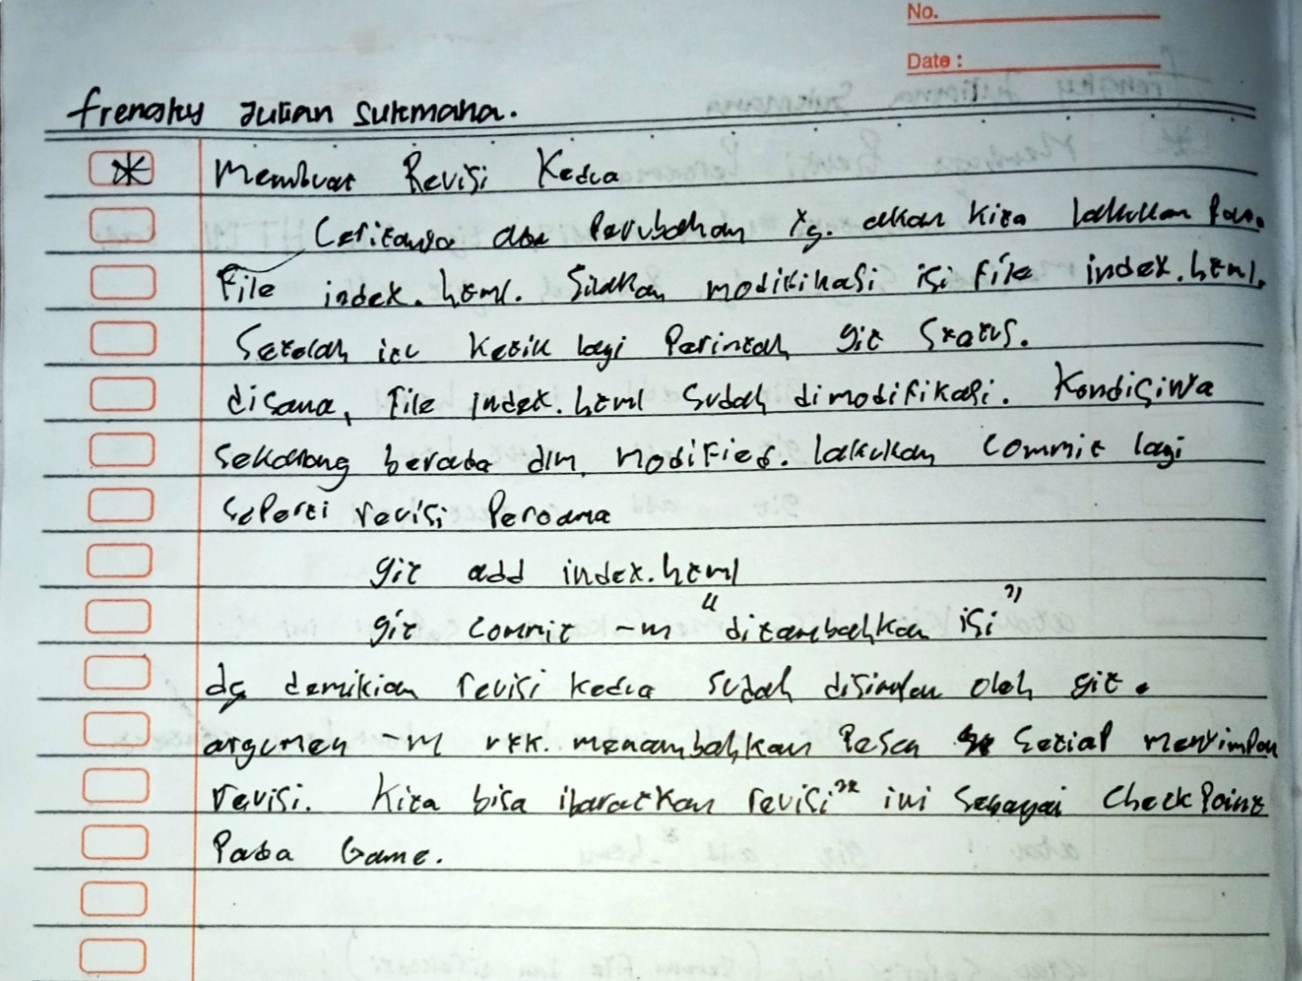 No.
Date :
frengky Julian Sukmana.
* Membuat Revisi Kedua
Ceritanya ada Perubahan yg. akan kita lakukan pada
File index.html. Silakan modifikasi isi file index.html.
Setelah itu ketik lagi Perintah git status.
disana, file index.html sudah dimodifikasi. Kondisinya
sekarang berada dlm modified. lakukan commit lagi
seperti revisi Pertama
git add index.html
git commit -m "ditambahkan isi"
dg demikian revisi kedua sudah disimpan oleh git.
argumen -m utk. menambahkan Pesan setiap menyimpan
revisi. Kita bisa ibaratkan revisi" ini sebagai checkPoint
Pada Game.